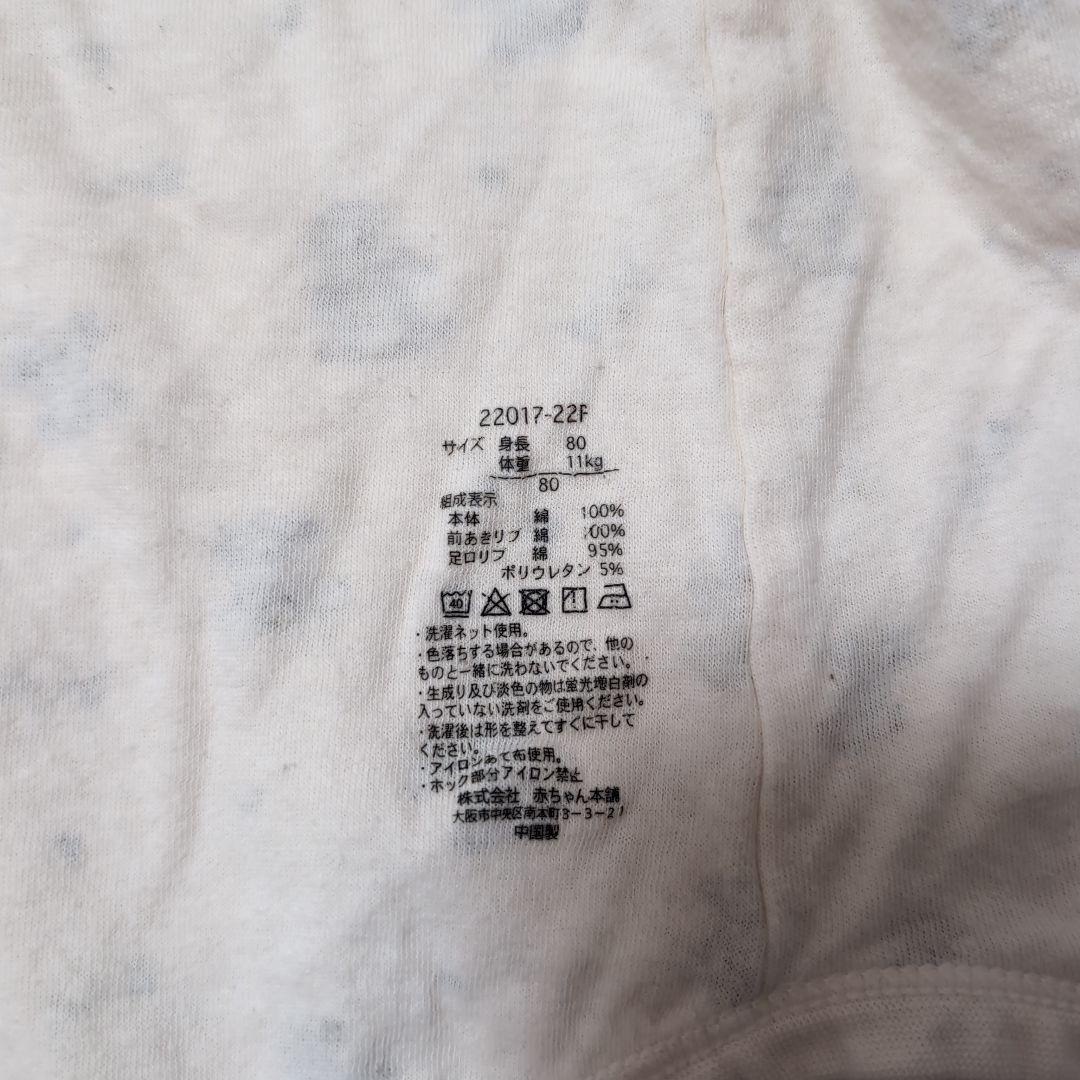 22017-22F
サイズ 身長 80
体重 11kg
80
組成表示
本体 綿 100%
前あきリブ 綿 100%
足口リブ 綿 95%
ポリウレタン 5%
40
・洗濯ネット使用。
・色落ちする場合があるので、他の
ものと一緒に洗わないでください。
・生成り及び淡色の物は蛍光増白剤の
入っていない洗剤をご使用ください。
・洗濯後は形を整えてすぐに干して
ください。
・アイロンあて布使用。
・ホック部分アイロン禁止
株式会社 赤ちゃん本舗
大阪市中央区南本町3-3-21
中国製